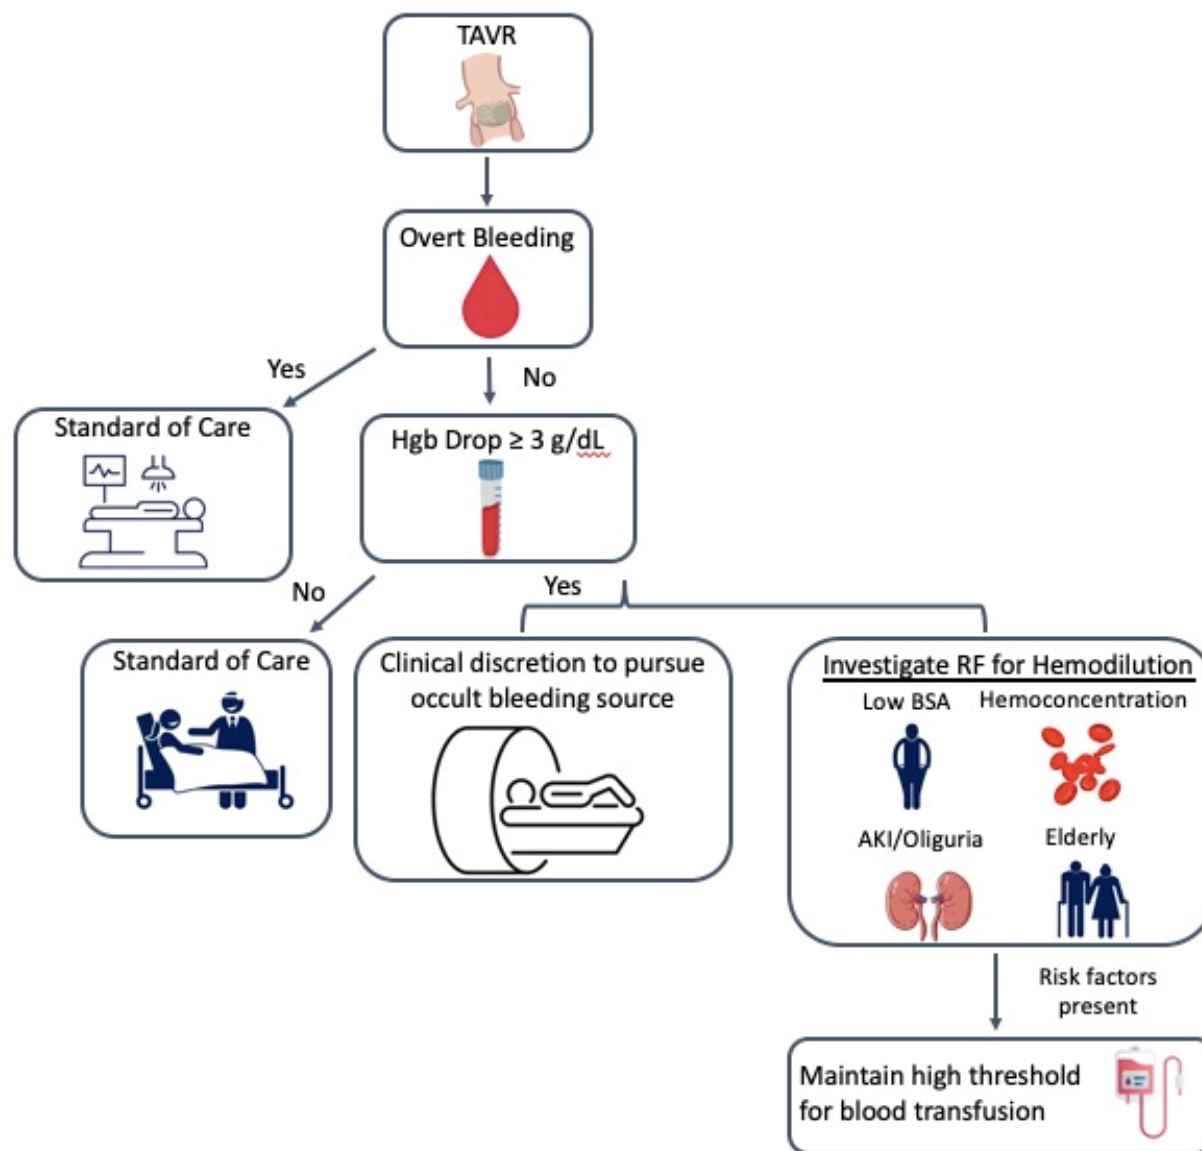 TAVR
Overt Bleeding
Yes
No
Standard of Care
Hgb Drop ≥ 3 g/dL
No
Yes
Standard of Care
Clinical discretion to pursue
occult bleeding source
Investigate RF for Hemodilution
Low BSA
Hemoconcentration
AKI/Oliguria
Elderly
Risk factors
present
Maintain high threshold
for blood transfusion